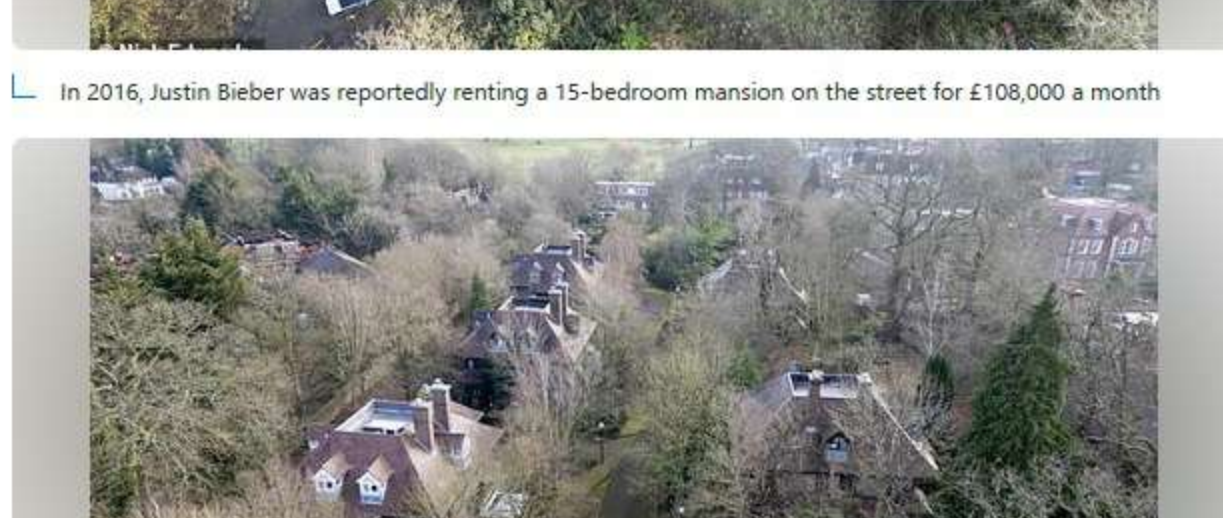 In 2016, Justin Bieber was reportedly renting a 15-bedroom mansion on the street for £108,000 a month